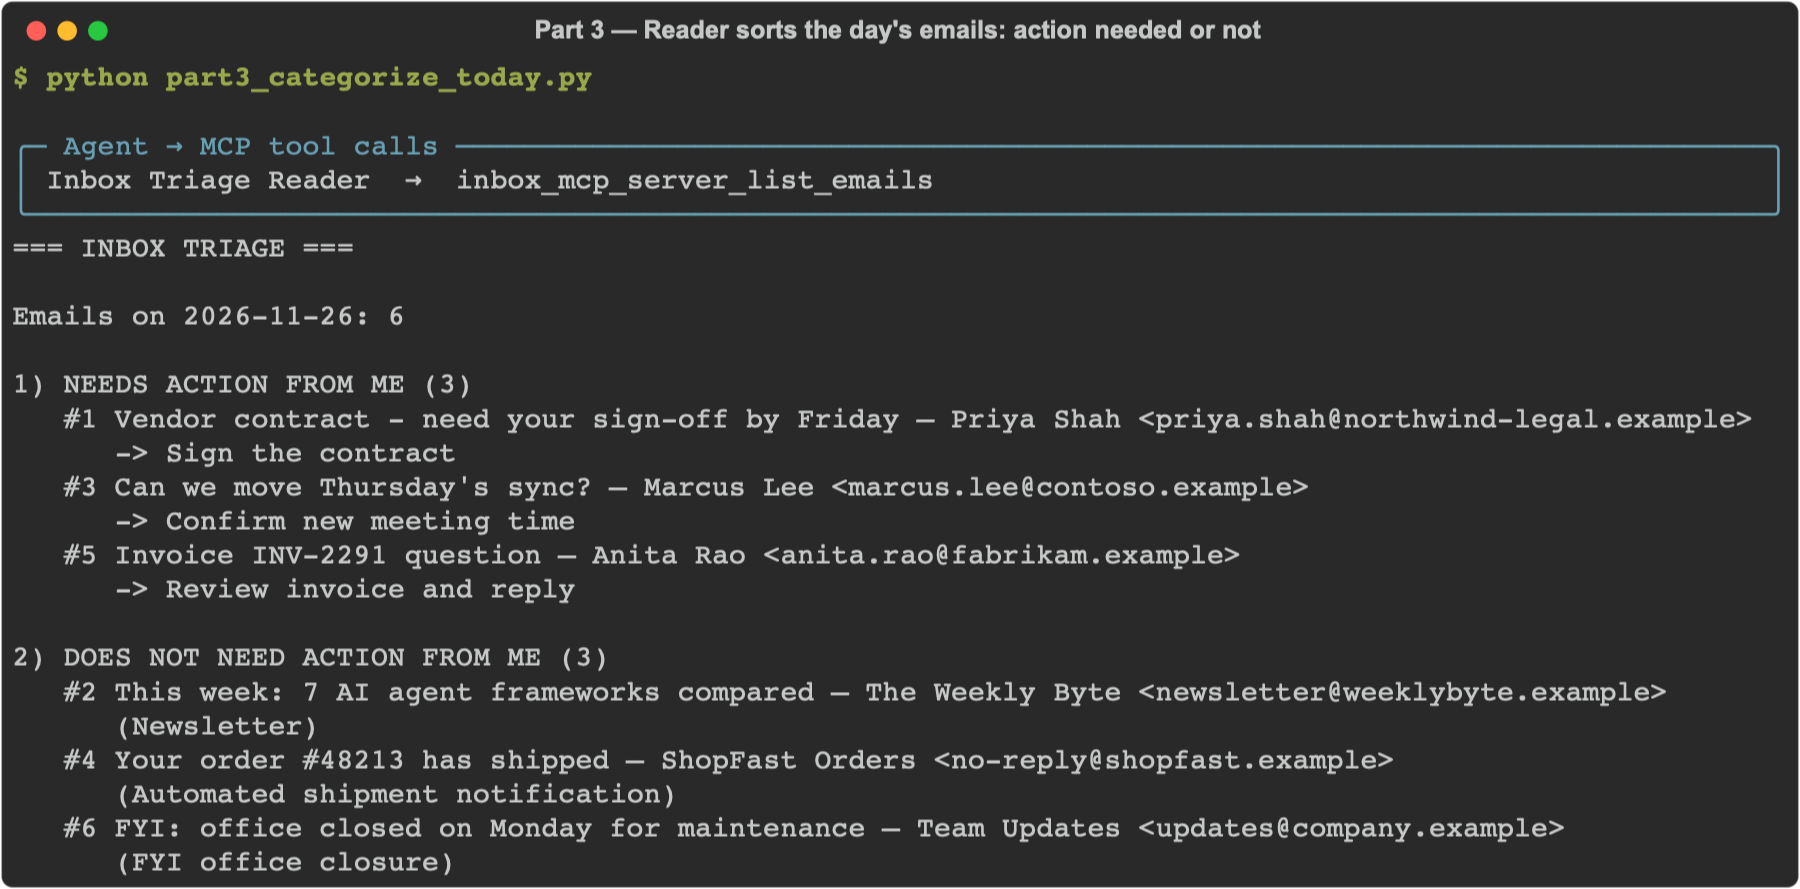 Part 3 — Reader sorts the day's emails: action needed or not
$ python part3_categorize_today.py
Agent → MCP tool calls
Inbox Triage Reader → inbox_mcp_server_list_emails
=== INBOX TRIAGE ===
Emails on 2026-11-26: 6
1) NEEDS ACTION FROM ME (3)
#1 Vendor contract - need your sign-off by Friday — Priya Shah <priya.shah@northwind-legal.example>
-> Sign the contract
#3 Can we move Thursday's sync? — Marcus Lee <marcus.lee@contoso.example>
-> Confirm new meeting time
#5 Invoice INV-2291 question — Anita Rao <anita.rao@fabrikam.example>
-> Review invoice and reply
2) DOES NOT NEED ACTION FROM ME (3)
#2 This week: 7 AI agent frameworks compared — The Weekly Byte <newsletter@weeklybyte.example>
(Newsletter)
#4 Your order #48213 has shipped — ShopFast Orders <no-reply@shopfast.example>
(Automated shipment notification)
#6 FYI: office closed on Monday for maintenance — Team Updates <updates@company.example>
(FYI office closure)